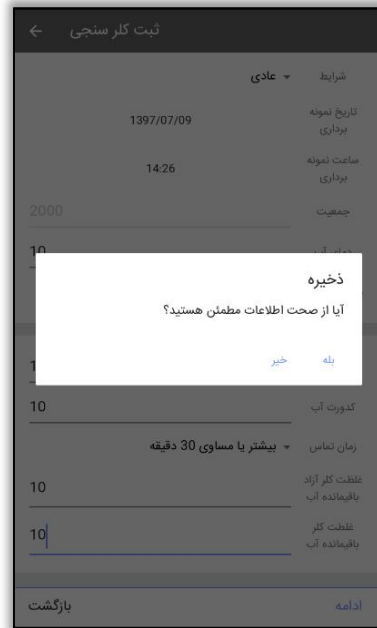 ثبت کلر سنجی
شرایط
عادی
تاریخ نمونه
برداری
1397/07/09
ساعت نمونه
برداری
14:26
جمعیت
2000
دمای آب
10
ذخیره
آیا از صحت اطلاعات مطمئن هستید؟
بله
خیر
کدورت آب
10
زمان تماس
بیشتر یا مساوی 30 دقیقه
غلظت کلر آزاد
باقیمانده آب
10
غلظت کلر
باقیمانده آب
10
ادامه
بازگشت